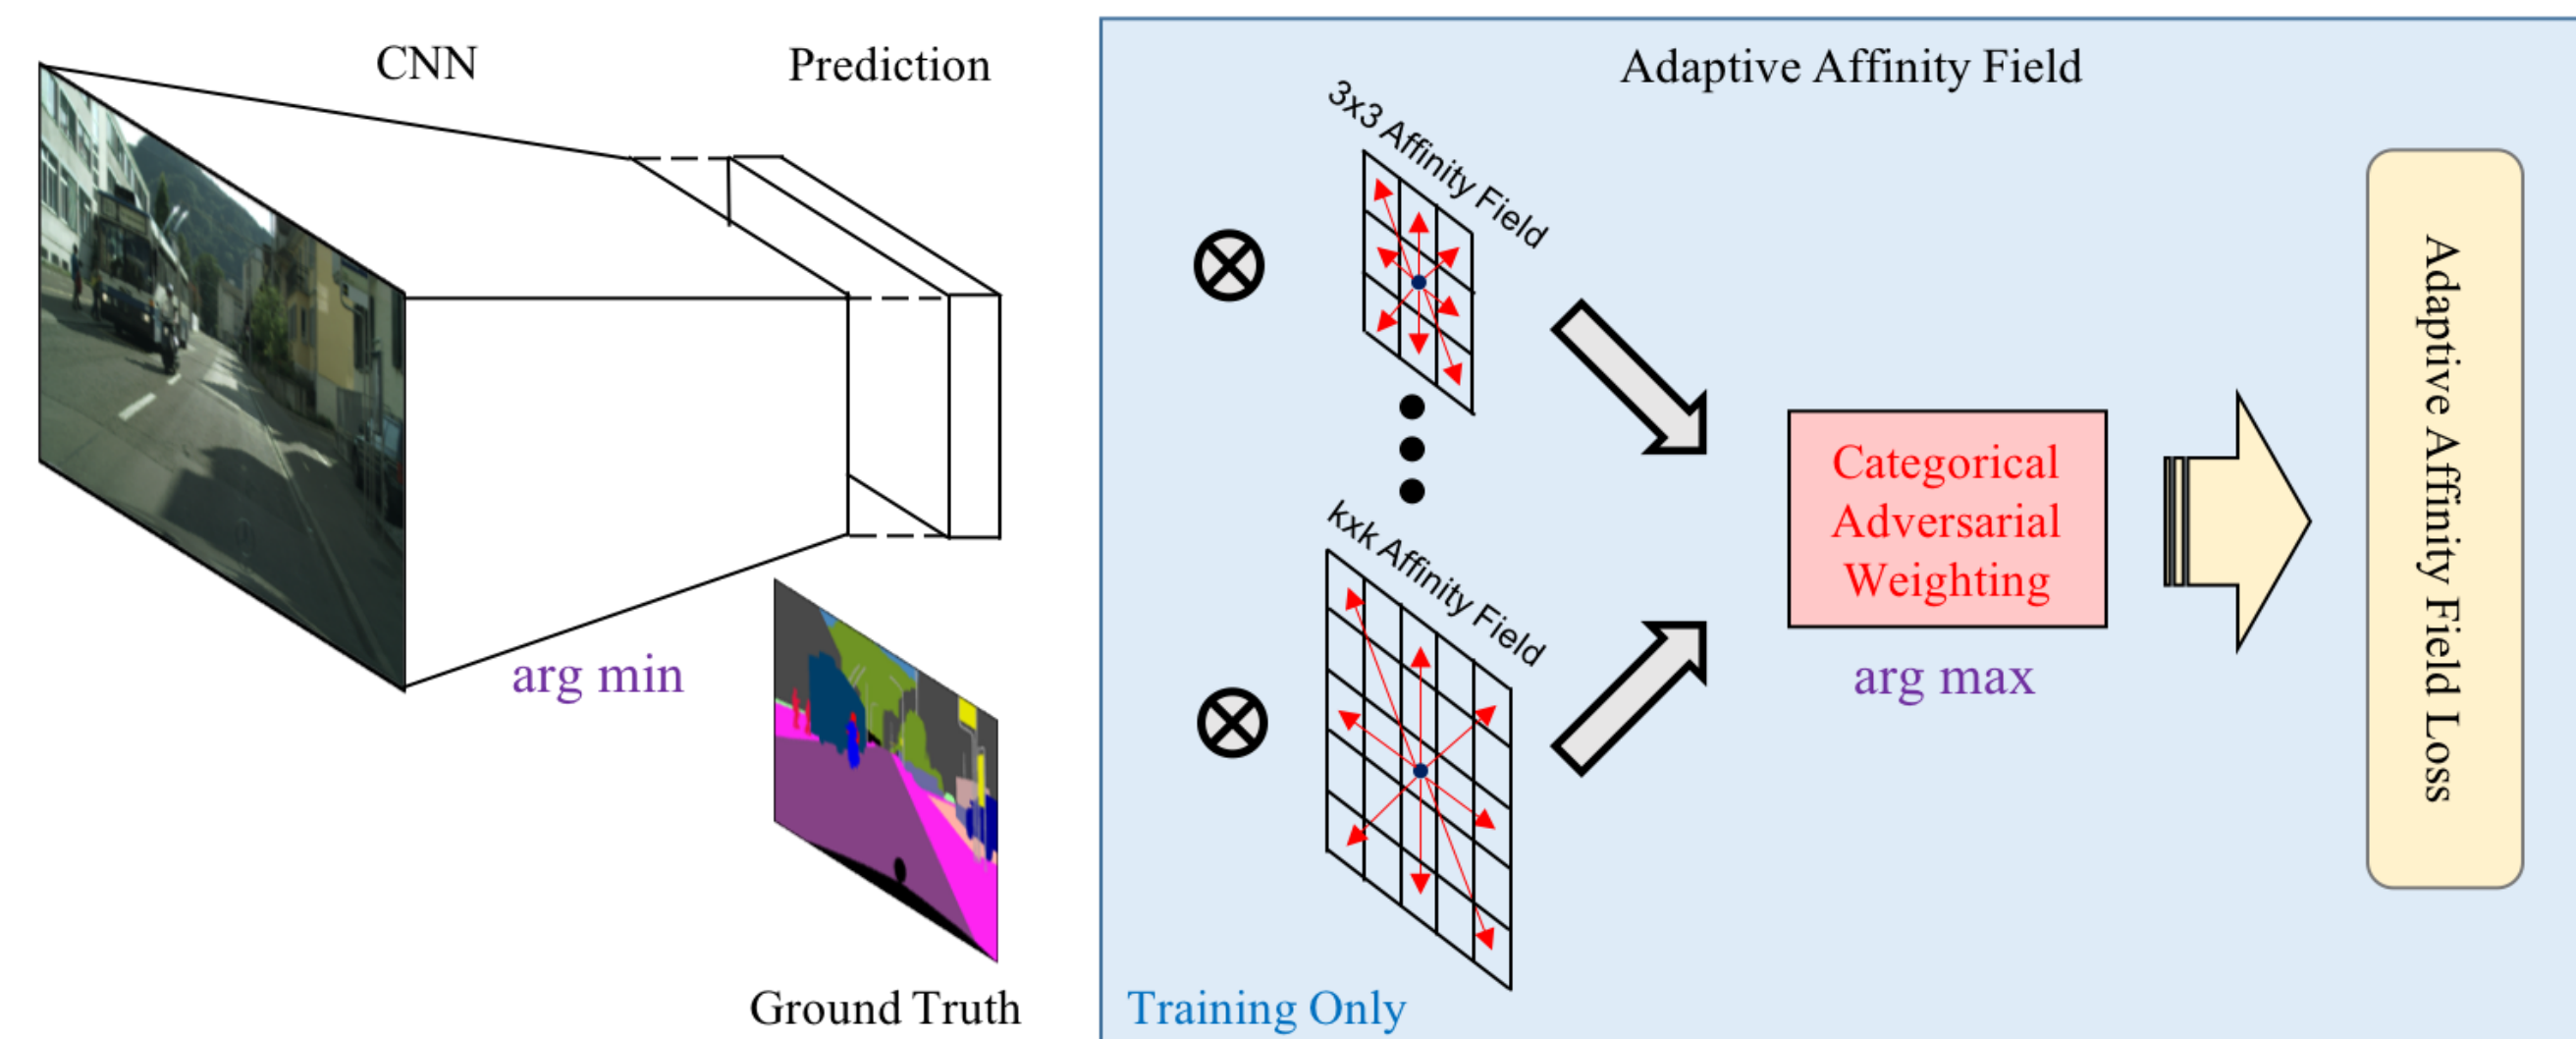 CNN
Prediction
Adaptive Affinity Field
3x3 Affinity Field
kxk Affinity Field
Categorical
Adversarial
Weighting
arg min
arg max
Adaptive Affinity Field Loss
Ground Truth
Training Only